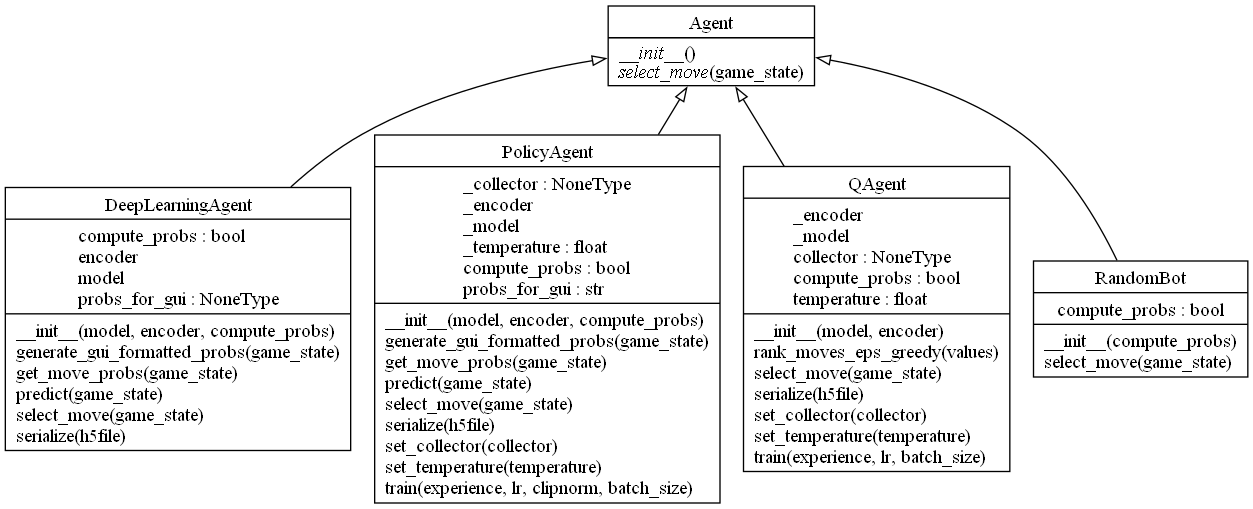 Agent
__init__()
select_move(game_state)
DeepLearningAgent
compute_probs : bool
encoder
model
probs_for_gui : NoneType
__init__(model, encoder, compute_probs)
generate_gui_formatted_probs(game_state)
get_move_probs(game_state)
predict(game_state)
select_move(game_state)
serialize(h5file)
PolicyAgent
_collector : NoneType
_encoder
_model
_temperature : float
compute_probs : bool
probs_for_gui : str
__init__(model, encoder, compute_probs)
generate_gui_formatted_probs(game_state)
get_move_probs(game_state)
predict(game_state)
select_move(game_state)
serialize(h5file)
set_collector(collector)
set_temperature(temperature)
train(experience, lr, clipnorm, batch_size)
QAgent
_encoder
_model
collector : NoneType
compute_probs : bool
temperature : float
__init__(model, encoder)
rank_moves_eps_greedy(values)
select_move(game_state)
serialize(h5file)
set_collector(collector)
set_temperature(temperature)
train(experience, lr, batch_size)
RandomBot
compute_probs : bool
__init__(compute_probs)
select_move(game_state)